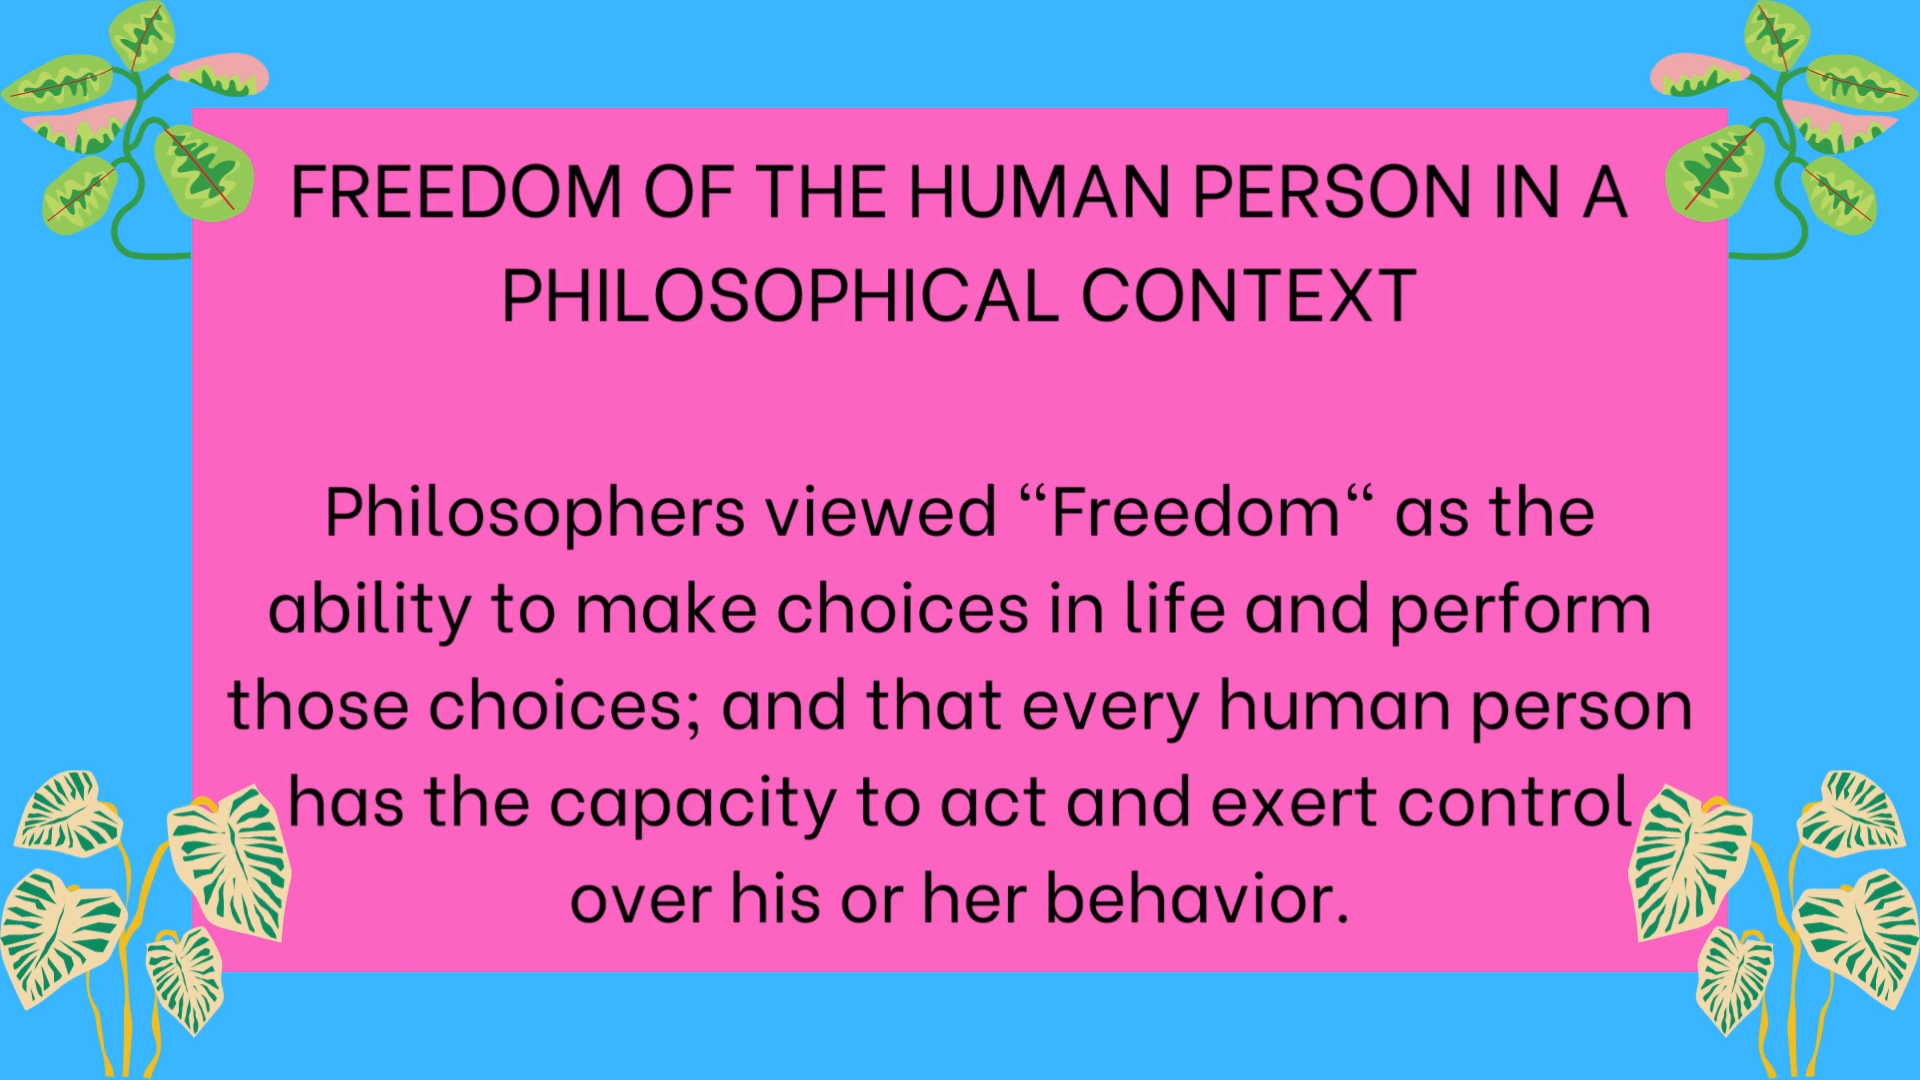 FREEDOM OF THE HUMAN PERSON IN A
PHILOSOPHICAL CONTEXT
Philosophers viewed “Freedom“ as the
ability to make choices in life and perform
those choices; and that every human person
has the capacity to act and exert control
over his or her behavior.